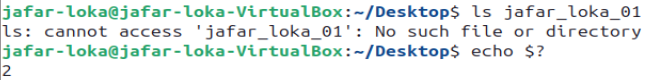 jafar-loka@jafar-loka-VirtualBox:~/Desktop$ ls jafar_loka_01
ls: cannot access 'jafar_loka_01': No such file or directory
jafar-loka@jafar-loka-VirtualBox:~/Desktop$ echo $?
2